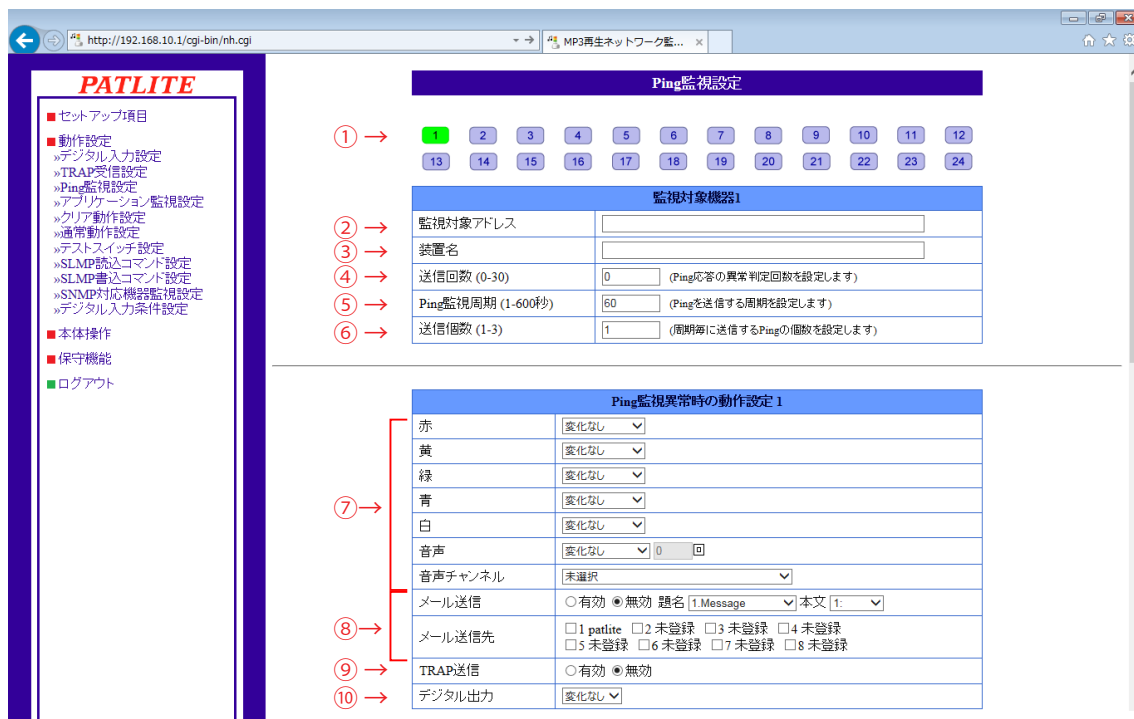 http://192.168.10.1/cgi-bin/nh.cgi
MP3再生ネットワーク監...
PATLITE
セットアップ項目
動作設定
»デジタル入力設定
»TRAP受信設定
»Ping監視設定
»アプリケーション監視設定
»クリア動作設定
»通常動作設定
»テストスイッチ設定
»SLMP読込コマンド設定
»SLMP書込コマンド設定
»SNMP対応機器監視設定
»デジタル入力条件設定
本体操作
保守機能
ログアウト
Ping監視設定
① → 1 2 3 4 5 6 7 8 9 10 11 12
13 14 15 16 17 18 19 20 21 22 23 24
監視対象機器1
② → 監視対象アドレス
③ → 装置名
④ → 送信回数 (0-30) 0 (Ping応答の異常判定回数を設定します)
⑤ → Ping監視周期 (1-600秒) 60 (Pingを送信する周期を設定します)
⑥ → 送信個数 (1-3) 1 (周期毎に送信するPingの個数を設定します)
Ping監視異常時の動作設定 1
赤 変化なし
黄 変化なし
緑 変化なし
⑦→ 青 変化なし
白 変化なし
音声 変化なし 0 回
音声チャンネル 未選択
メール送信 ○有効 ◉無効 題名 1.Message 本文 1:
⑧→ メール送信先 □1 patlite □2 未登録 □3 未登録 □4 未登録
□5 未登録 □6 未登録 □7 未登録 □8 未登録
⑨ → TRAP送信 ○有効 ◉無効
⑩ → デジタル出力 変化なし